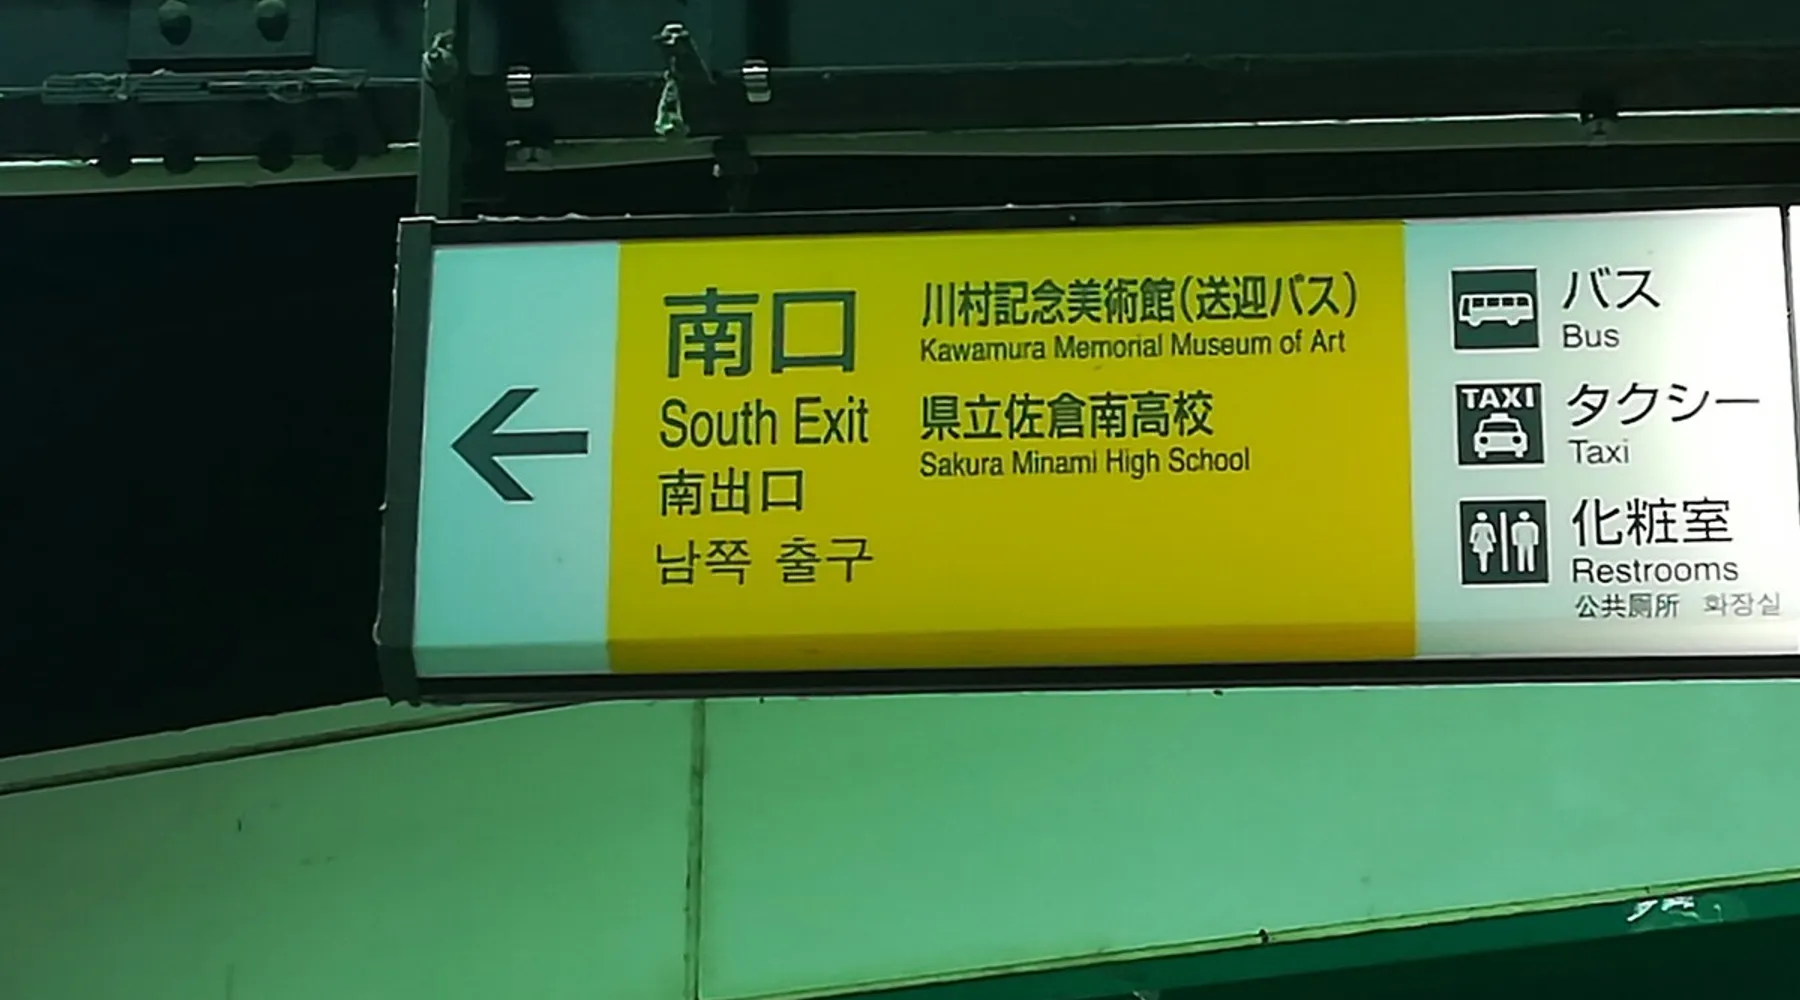 南口
South Exit
南出口
남쪽 출구
川村記念美術館(送迎バス)
Kawamura Memorial Museum of Art
県立佐倉南高校
Sakura Minami High School
バス
Bus
TAXI
タクシー
Taxi
化粧室
Restrooms
公共厕所 화장실